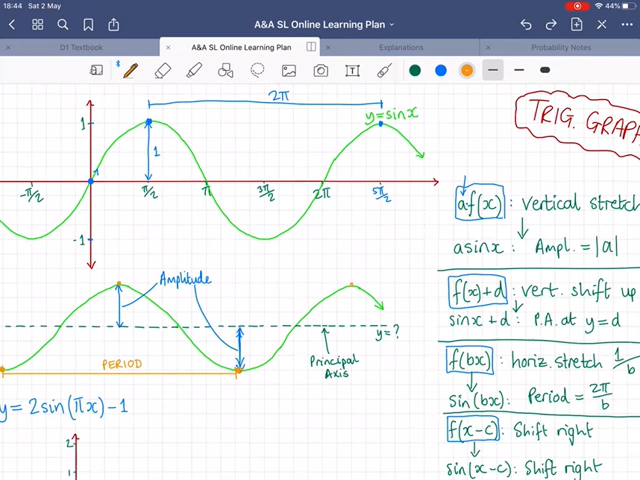 18:44 Sat 2 May
44%
A&A SL Online Learning Plan
D1 Textbook
A&A SL Online Learning Plan
Explanations
Probability Notes
2π
1
y=sinx
TRIG. GRAP
1
-π/2
π/2
π
3π/2
2π
5π/2
-1
af(x): vertical stretch
asinx: Ampl. = |a|
Amplitude
f(x)+d: vert. shift up
sinx+d: P.A. at y=d
y=?
PERIOD
Principal
Axis
f(bx): horiz. stretch 1/b
sin(bx): Period = 2π/b
y = 2sin(πx)-1
f(x-c): Shift right
2
sin(x-c): Shift right
1